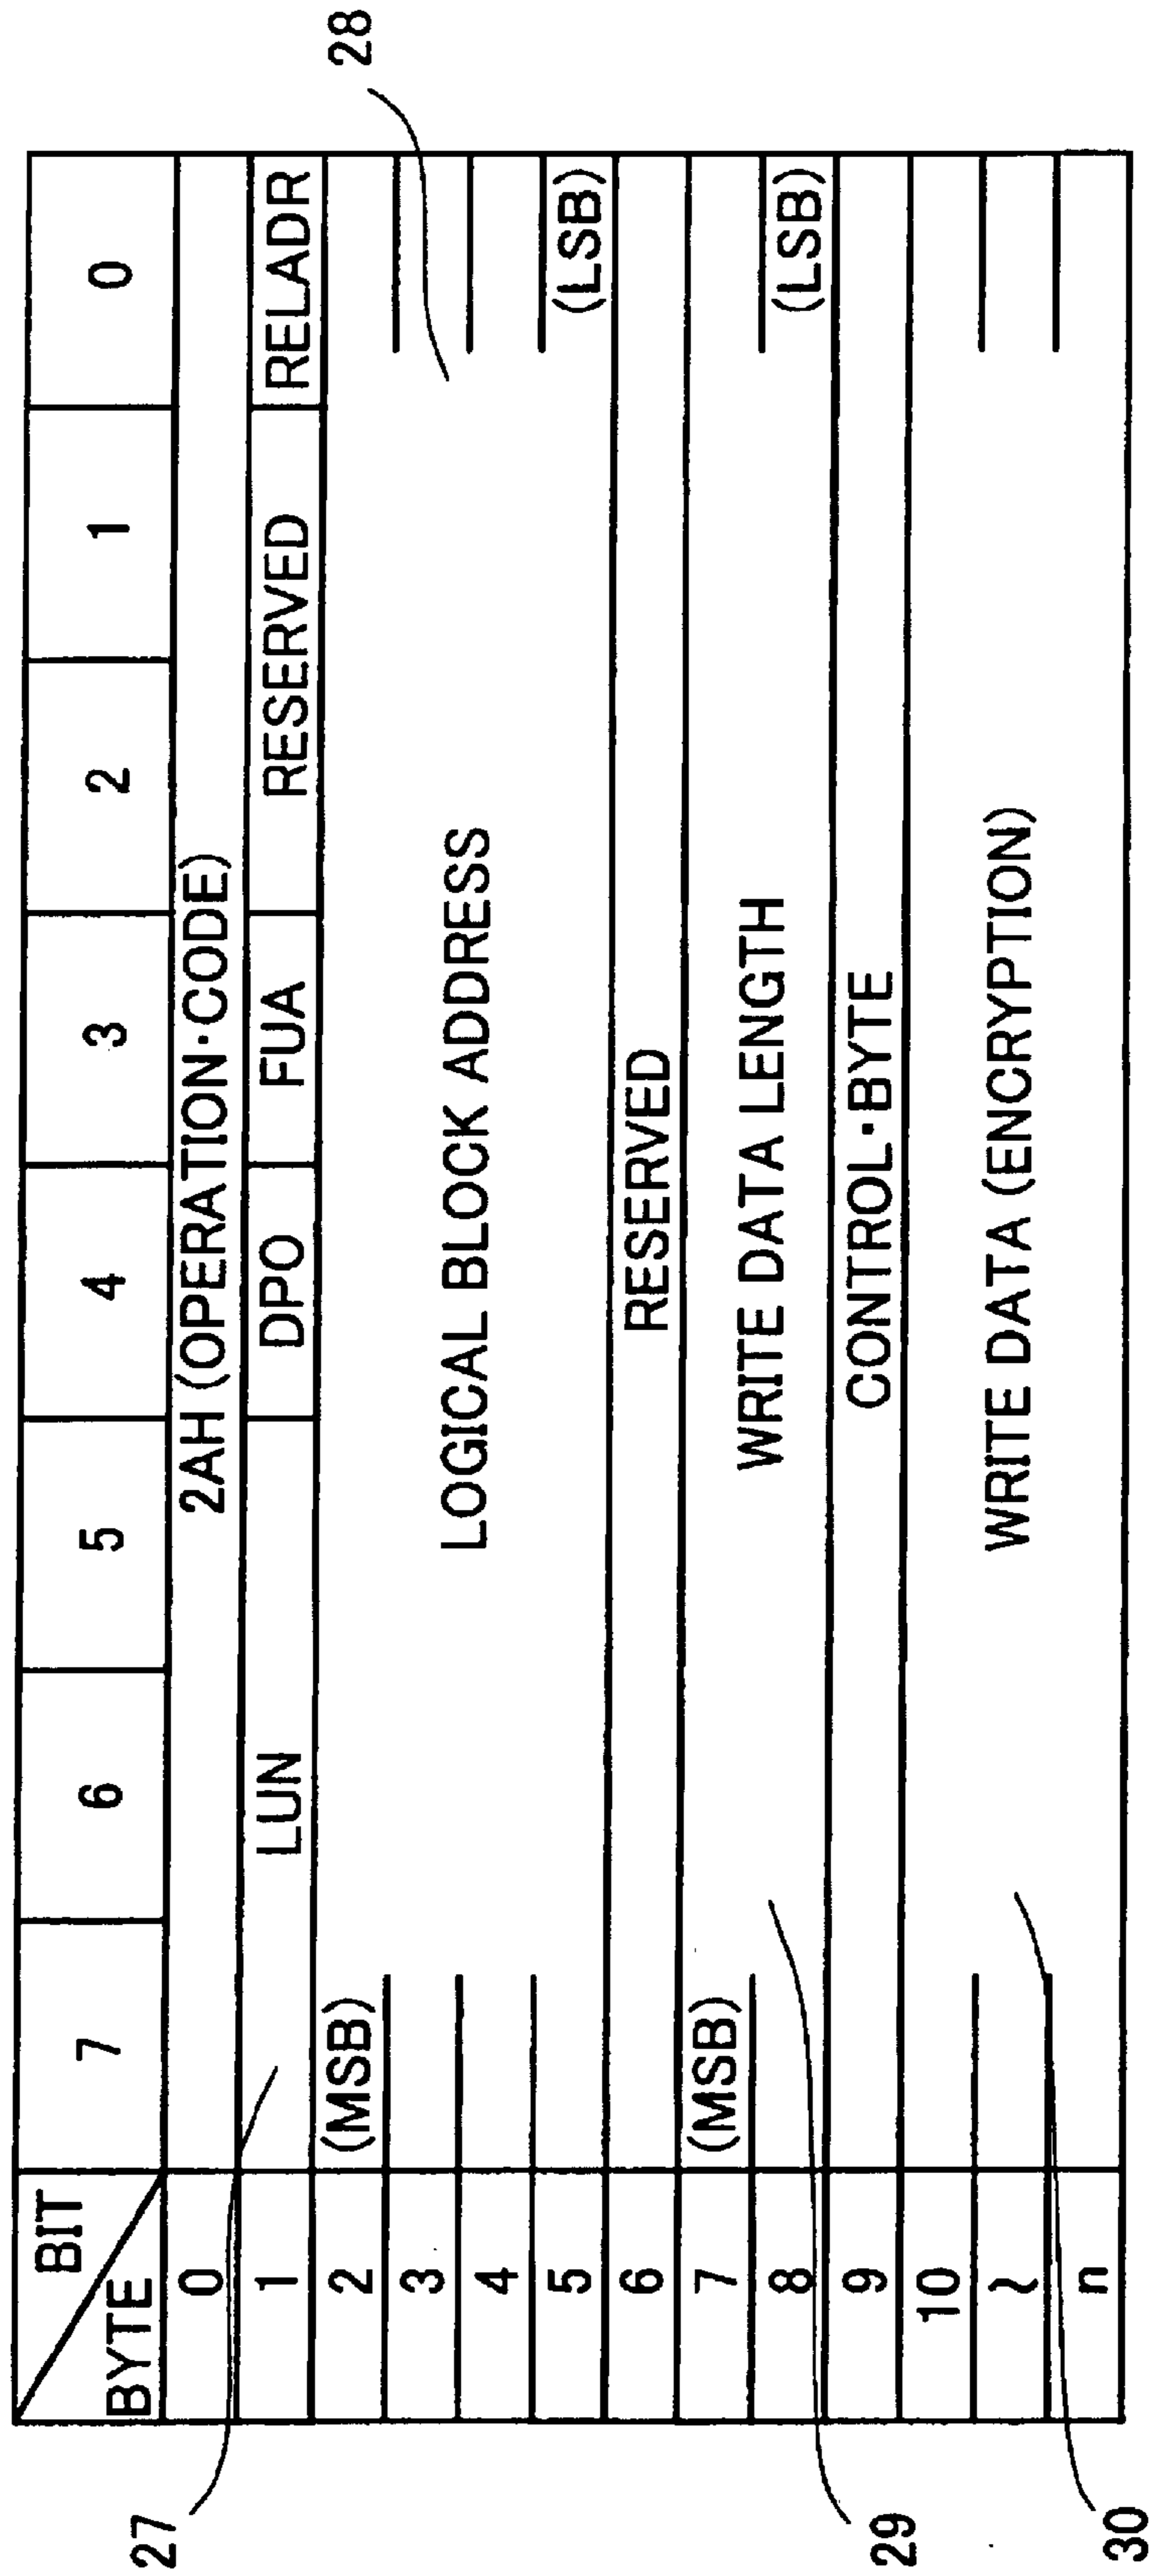 28
BIT 7 6 5 4 3 2 1 0
BYTE
0 2AH (OPERATION·CODE)
1 LUN DPO FUA RESERVED RELADR
2 (MSB)
3
LOGICAL BLOCK ADDRESS
4
5 (LSB)
6 RESERVED
7 (MSB)
WRITE DATA LENGTH
8 (LSB)
9 CONTROL·BYTE
10
≀ WRITE DATA (ENCRYPTION)
n
27
29
30